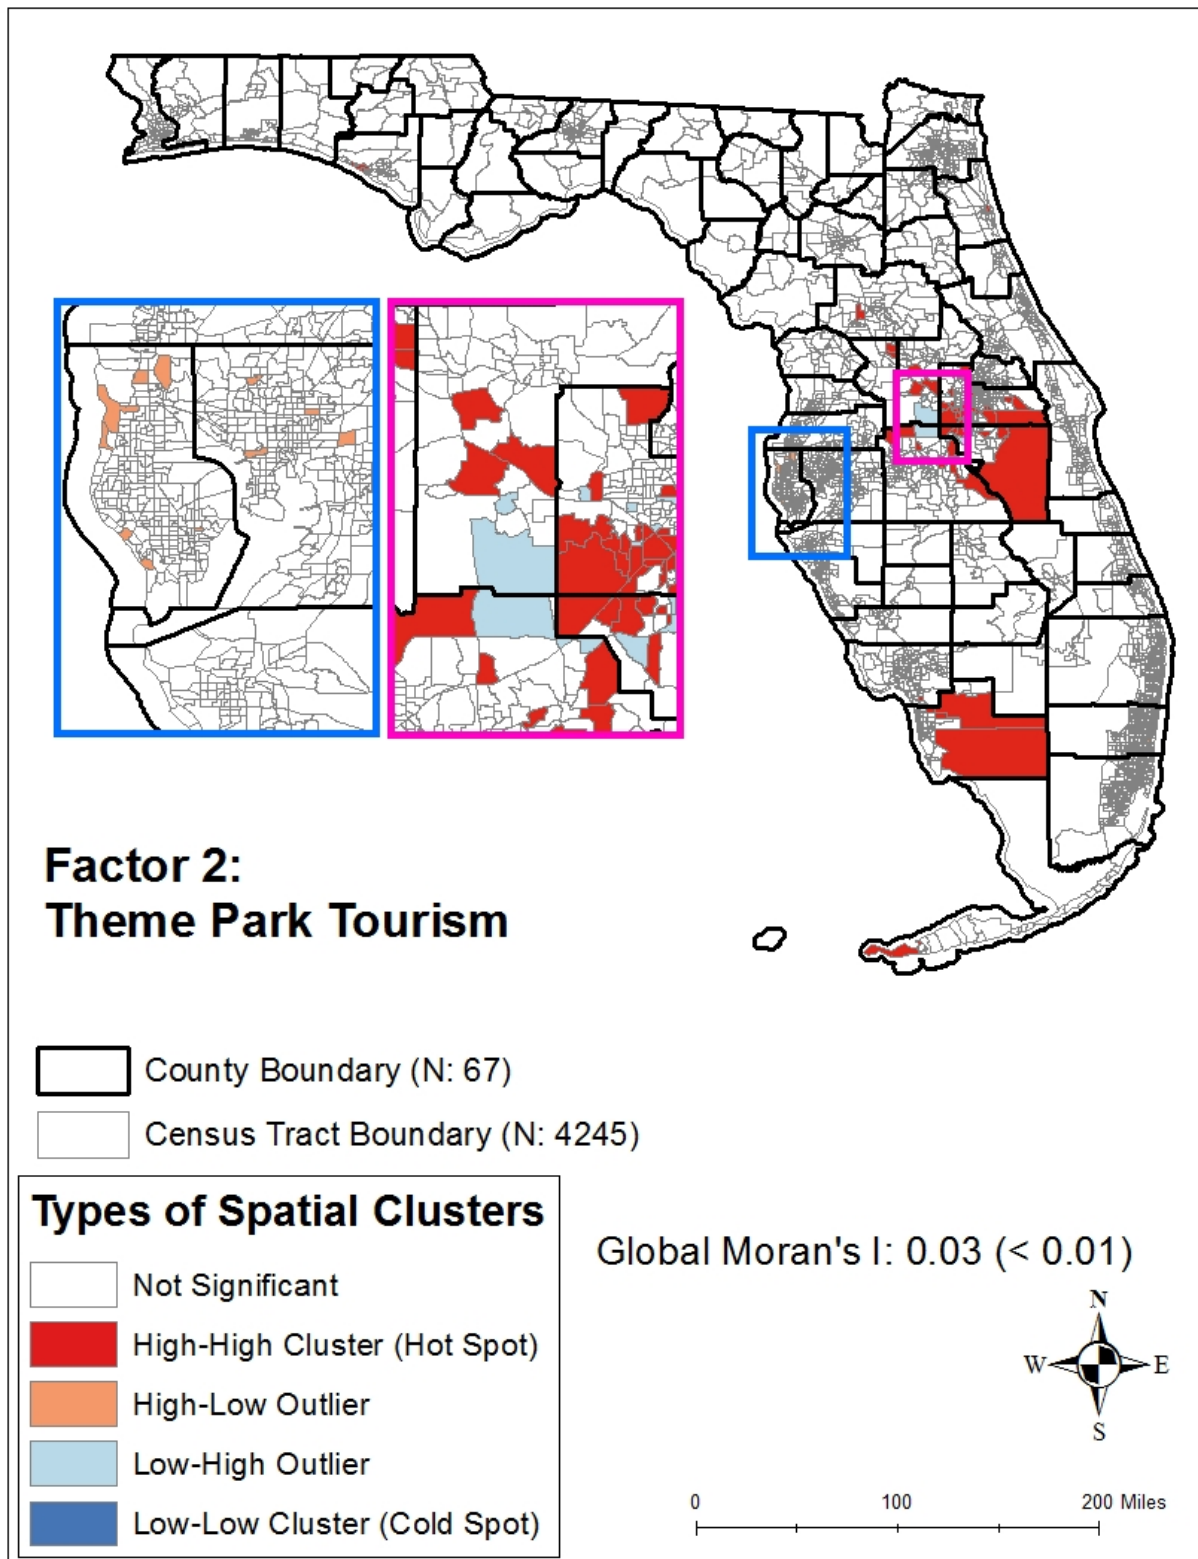 Factor 2:
Theme Park Tourism
County Boundary (N: 67)
Census Tract Boundary (N: 4245)
Types of Spatial Clusters
Not Significant
High-High Cluster (Hot Spot)
High-Low Outlier
Low-High Outlier
Low-Low Cluster (Cold Spot)
Global Moran's I: 0.03 (< 0.01)
N
W E
S
0 100 200 Miles